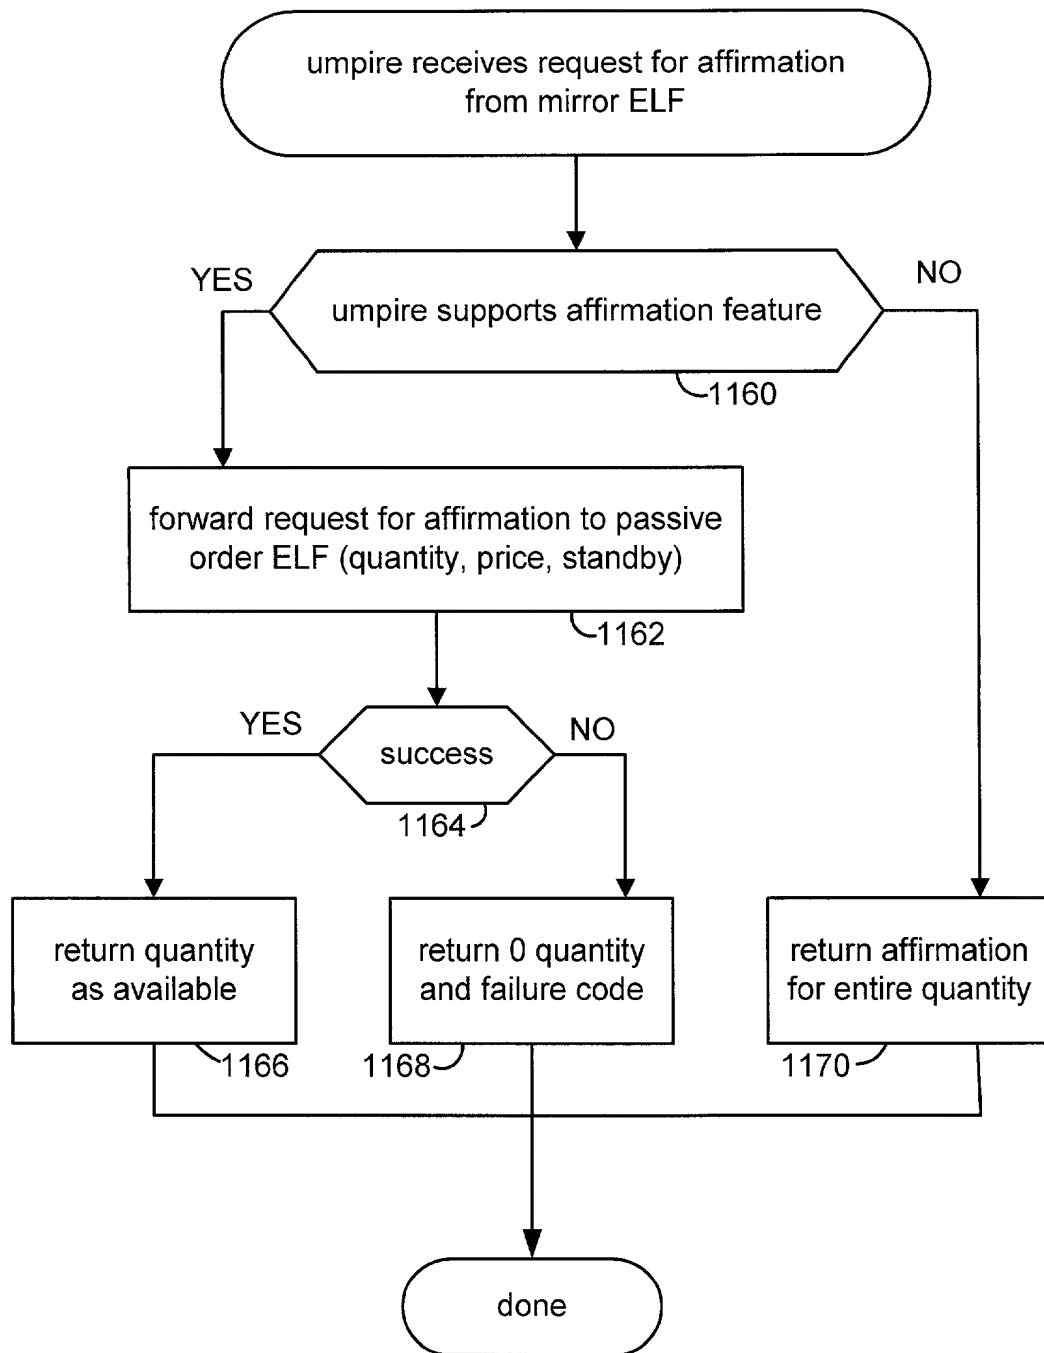 umpire receives request for affirmation
from mirror ELF
YES
NO
umpire supports affirmation feature
1160
forward request for affirmation to passive
order ELF (quantity, price, standby)
1162
YES
NO
success
1164
return quantity
as available
1166
return 0 quantity
and failure code
1168
return affirmation
for entire quantity
1170
done